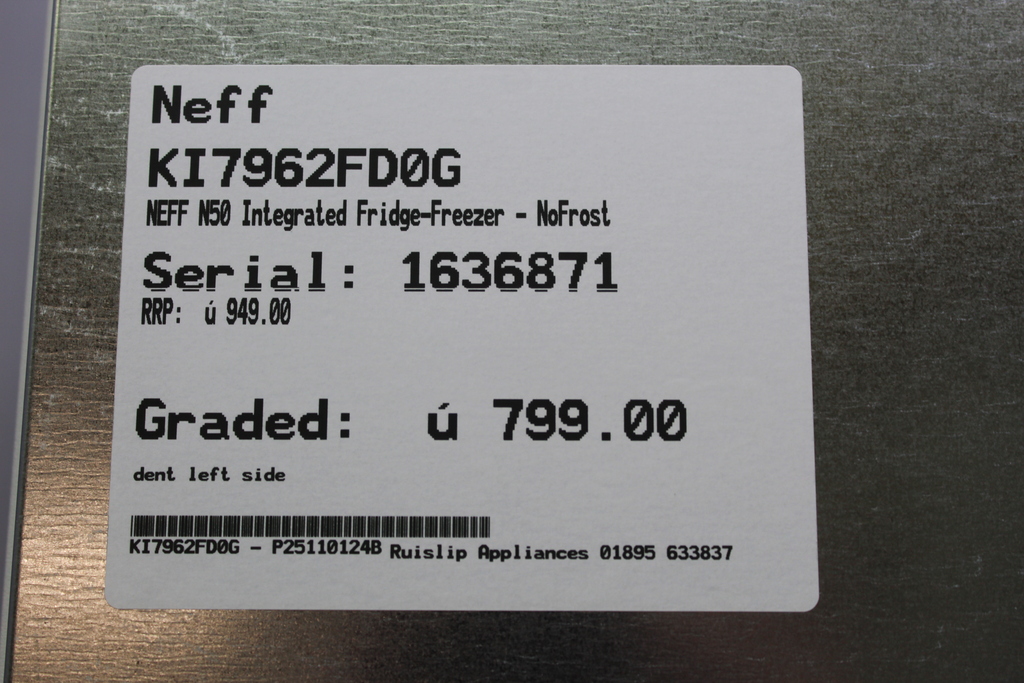 Neff
KI7962FD0G
NEFF N50 Integrated Fridge-Freezer - NoFrost
Serial: 1636871
RRP: ú 949.00
Graded: ú 799.00
dent left side
KI7962FD0G - P25110124B Ruislip Appliances 01895 633837